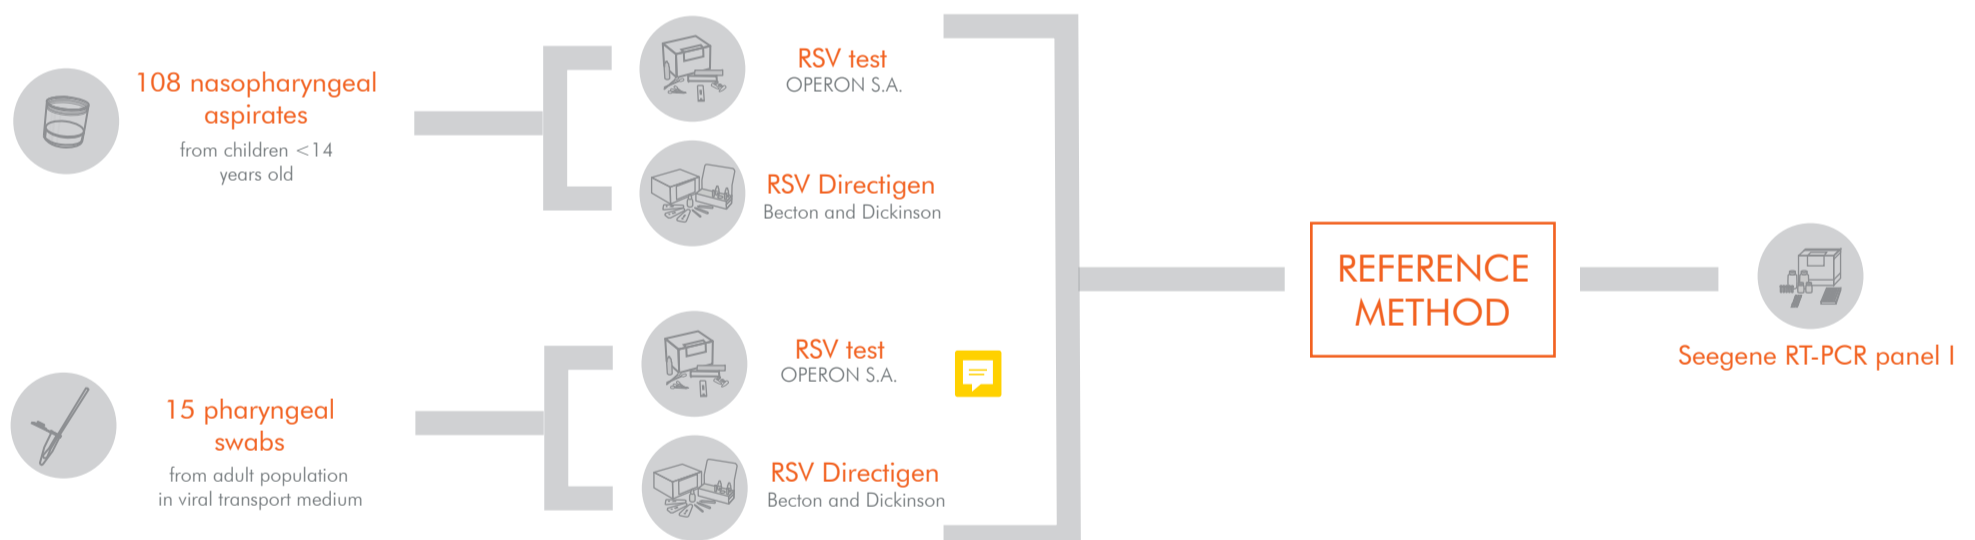 108 nasopharyngeal
aspirates
from children <14
years old
RSV test
OPERON S.A.
RSV Directigen
Becton and Dickinson
15 pharyngeal
swabs
from adult population
in viral transport medium
RSV test
OPERON S.A.
RSV Directigen
Becton and Dickinson
REFERENCE
METHOD
Seegene RT-PCR panel I